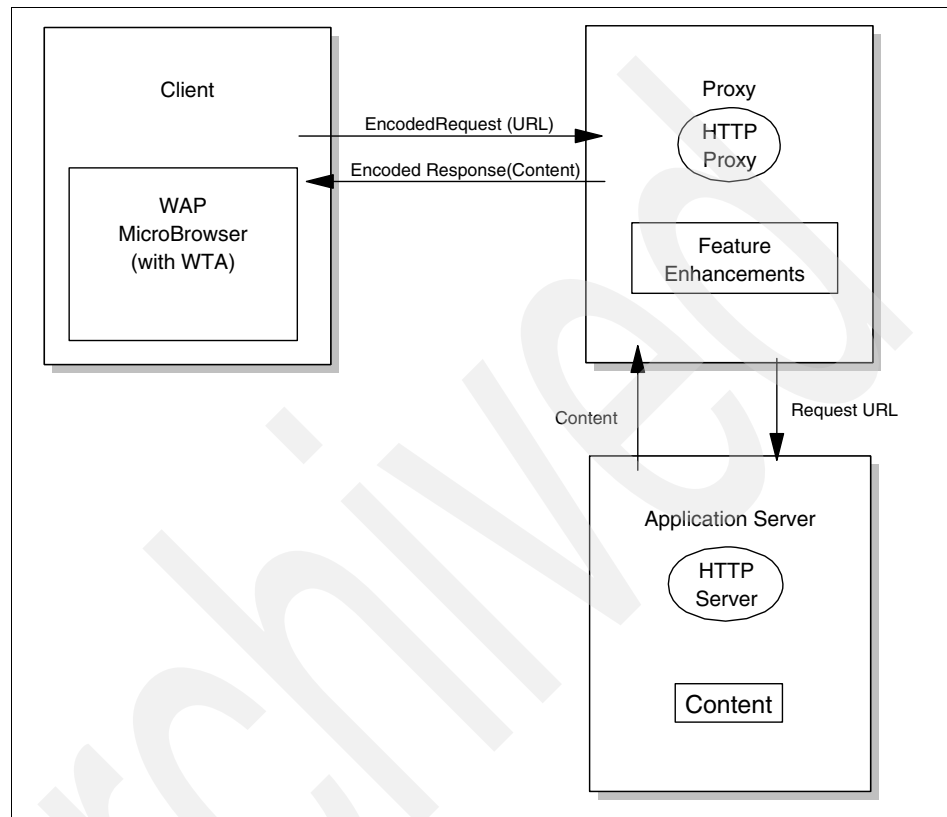 Client
WAP
MicroBrowser
(with WTA)
EncodedRequest (URL)
Encoded Response(Content)
Proxy
HTTP
Proxy
Feature
Enhancements
Content
Request URL
Application Server
HTTP
Server
Content
rchived